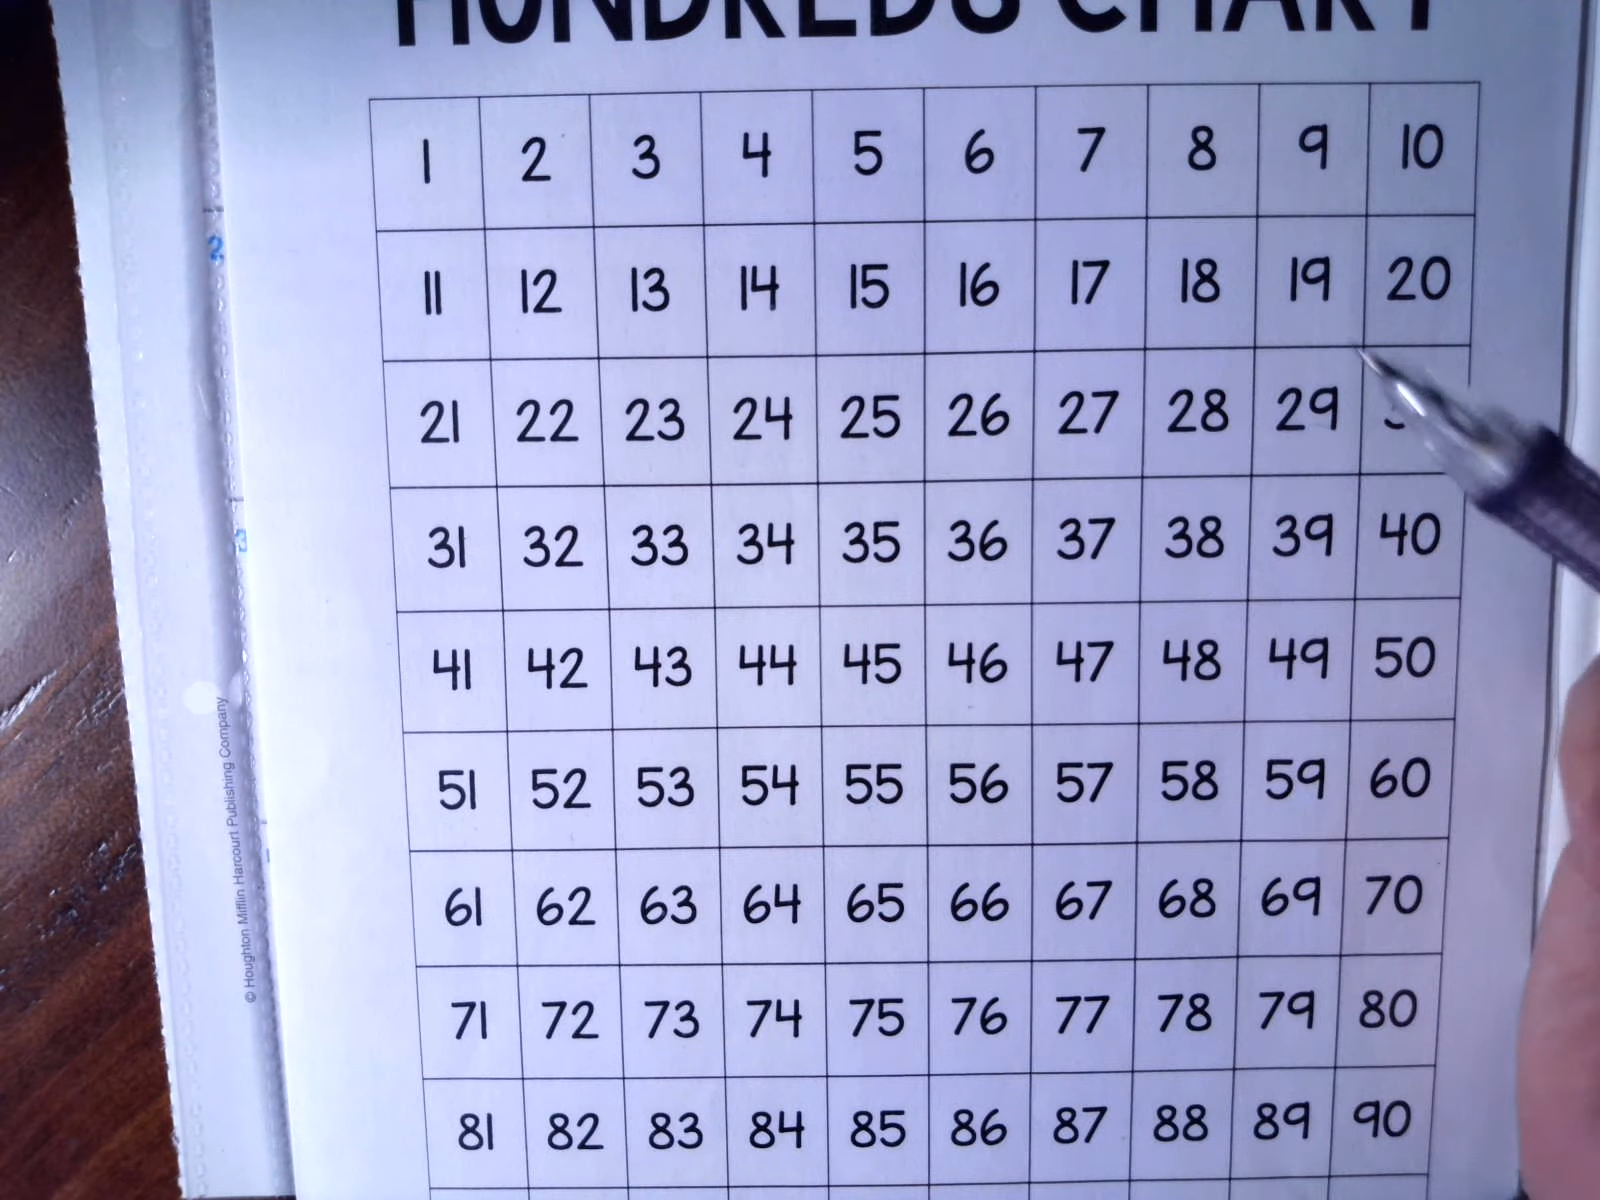 HUNDREDS CHART
1 2 3 4 5 6 7 8 9 10
11 12 13 14 15 16 17 18 19 20
21 22 23 24 25 26 27 28 29
31 32 33 34 35 36 37 38 39 40
41 42 43 44 45 46 47 48 49 50
51 52 53 54 55 56 57 58 59 60
61 62 63 64 65 66 67 68 69 70
71 72 73 74 75 76 77 78 79 80
81 82 83 84 85 86 87 88 89 90
2
3
© Houghton Mifflin Harcourt Publishing Company